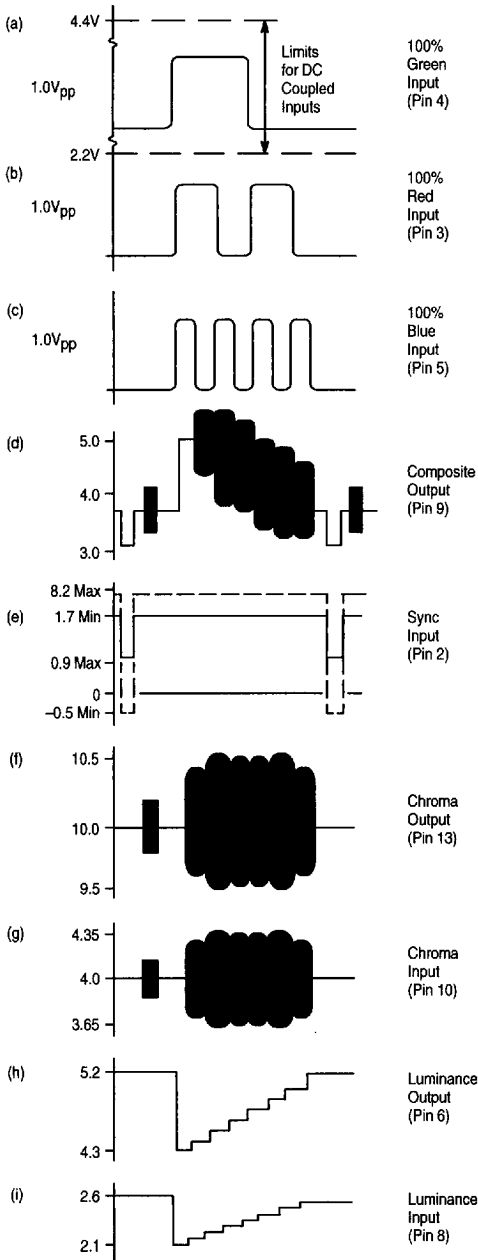 (a)
4.4V
1.0Vpp
Limits
for DC
Coupled
Inputs
100%
Green
Input
(Pin 4)
2.2V
(b)
1.0Vpp
100%
Red
Input
(Pin 3)
(c)
1.0Vpp
100%
Blue
Input
(Pin 5)
(d)
5.0
4.0
3.0
Composite
Output
(Pin 9)
(e)
8.2 Max
1.7 Min
0.9 Max
0
–0.5 Min
Sync
Input
(Pin 2)
(f)
10.5
10.0
9.5
Chroma
Output
(Pin 13)
(g)
4.35
4.0
3.65
Chroma
Input
(Pin 10)
(h)
5.2
4.3
Luminance
Output
(Pin 6)
(i)
2.6
2.1
Luminance
Input
(Pin 8)